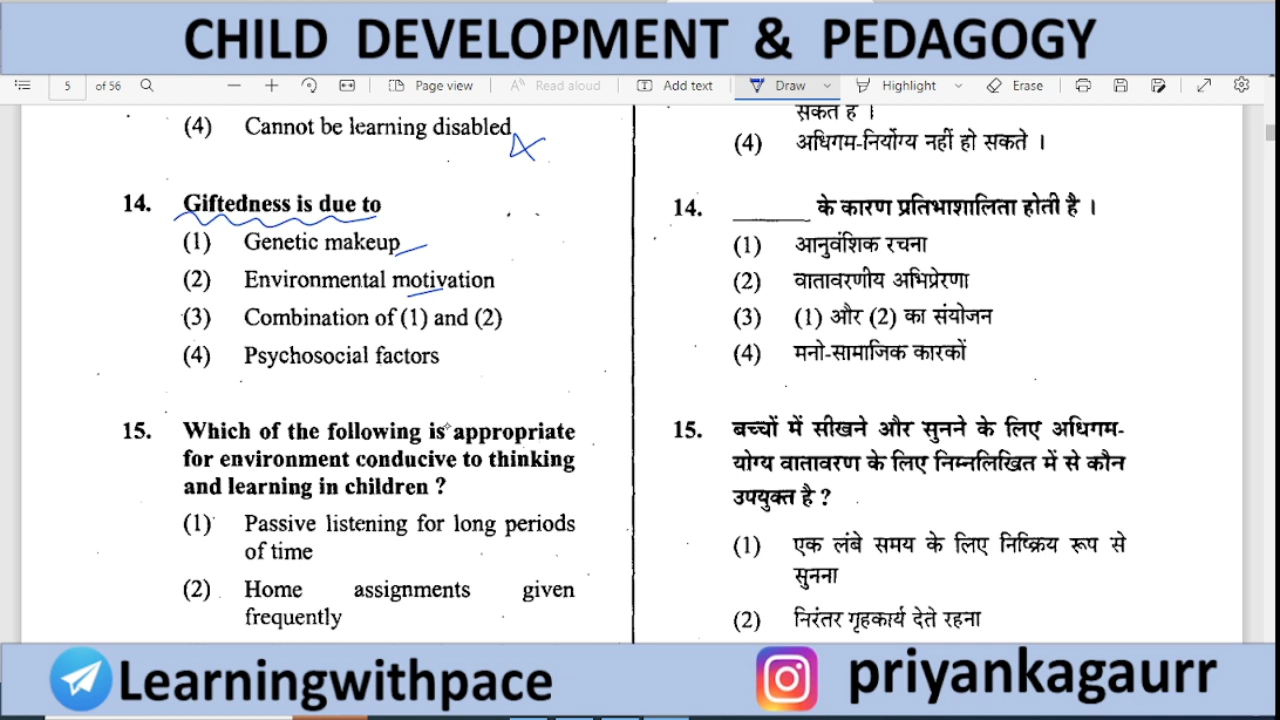 CHILD DEVELOPMENT & PEDAGOGY
5 of 56 Page view Read aloud Add text Draw Highlight Erase
(4) Cannot be learning disabled
14. Giftedness is due to
(1) Genetic makeup
(2) Environmental motivation
(3) Combination of (1) and (2)
(4) Psychosocial factors
15. Which of the following is appropriate
for environment conducive to thinking
and learning in children ?
(1) Passive listening for long periods
of time
(2) Home assignments given
frequently
सकते हैं ।
(4) अधिगम-निर्योग्य नहीं हो सकते ।
14. ______ के कारण प्रतिभाशालिता होती है ।
(1) आनुवंशिक रचना
(2) वातावरणीय अभिप्रेरणा
(3) (1) और (2) का संयोजन
(4) मनो-सामाजिक कारकों
15. बच्चों में सीखने और सुनने के लिए अधिगम-
योग्य वातावरण के लिए निम्नलिखित में से कौन
उपयुक्त है ?
(1) एक लंबे समय के लिए निष्क्रिय रूप से
सुनना
(2) निरंतर गृहकार्य देते रहना
Learningwithpace
priyankagaurr